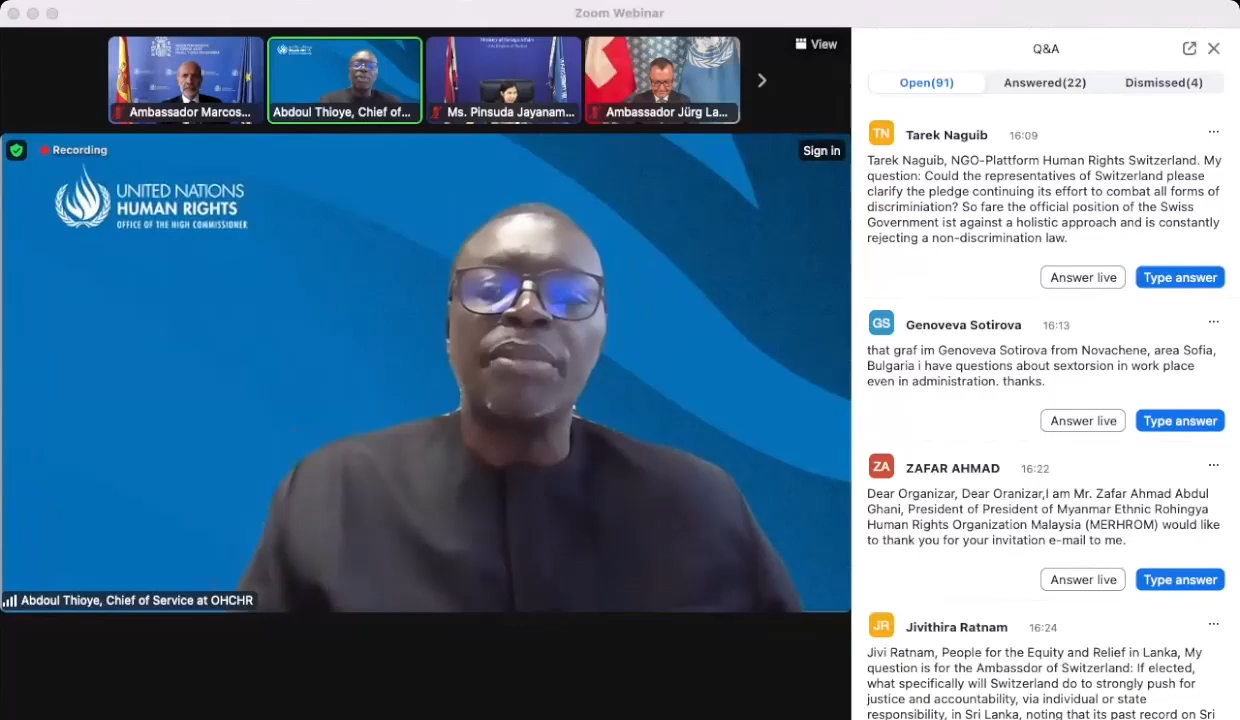 Zoom Webinar
Ministry of Foreign Affairs
Ambassador Marcos...
Abdoul Thioye, Chief of...
Ms. Pinsuda Jayanam...
Ambassador Jürg La...
View
Recording
Sign in
UNITED NATIONS
HUMAN RIGHTS
OFFICE OF THE HIGH COMMISSIONER
Abdoul Thioye, Chief of Service at OHCHR
Q&A
Open(91)
Answered(22)
Dismissed(4)
TN
Tarek Naguib 16:09
Tarek Naguib, NGO-Plattform Human Rights Switzerland. My
question: Could the representatives of Switzerland please
clarify the pledge continuing its effort to combat all forms of
discriminiation? So fare the official position of the Swiss
Government ist against a holistic approach and is constantly
rejecting a non-discrimination law.
Answer live
Type answer
GS
Genoveva Sotirova 16:13
that graf im Genoveva Sotirova from Novachene, area Sofia,
Bulgaria i have questions about sextorsion in work place
even in administration. thanks.
Answer live
Type answer
ZA
ZAFAR AHMAD 16:22
Dear Organizar, Dear Oranizar,I am Mr. Zafar Ahmad Abdul
Ghani, President of President of Myanmar Ethnic Rohingya
Human Rights Organization Malaysia (MERHROM) would like
to thank you for your invitation e-mail to me.
Answer live
Type answer
JR
Jivithira Ratnam 16:24
Jivi Ratnam, People for the Equity and Relief in Lanka, My
question is for the Ambassdor of Switzerland: If elected,
what specifically will Switzerland do to strongly push for
justice and accountability, via individual or state
responsibility, in Sri Lanka, noting that its past record on Sri